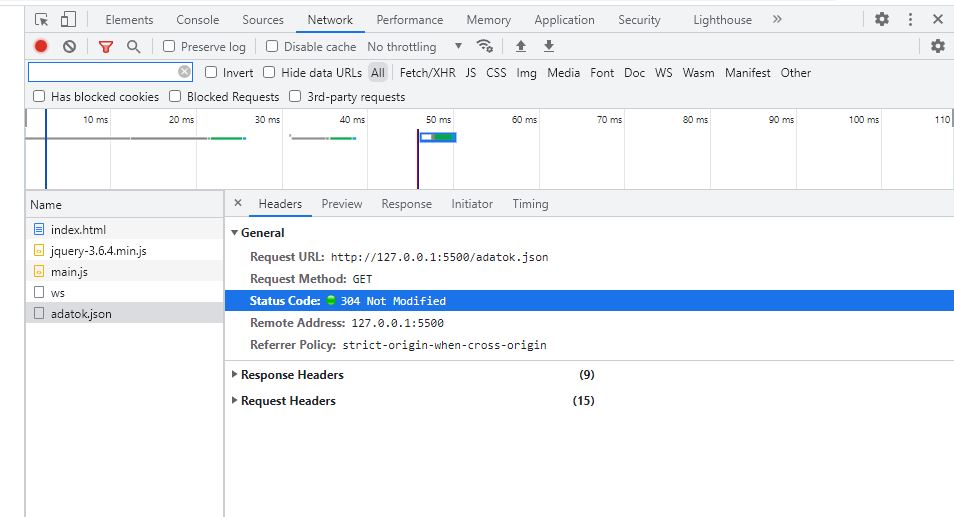 Elements Console Sources Network Performance Memory Application Security Lighthouse »
Preserve log Disable cache No throttling ▼
Invert Hide data URLs All Fetch/XHR JS CSS Img Media Font Doc WS Wasm Manifest Other
Has blocked cookies Blocked Requests 3rd-party requests
10 ms 20 ms 30 ms 40 ms 50 ms 60 ms 70 ms 80 ms 90 ms 100 ms 110
Name
index.html
jquery-3.6.4.min.js
main.js
ws
adatok.json
× Headers Preview Response Initiator Timing
General
Request URL: http://127.0.0.1:5500/adatok.json
Request Method: GET
Status Code: 304 Not Modified
Remote Address: 127.0.0.1:5500
Referrer Policy: strict-origin-when-cross-origin
Response Headers (9)
Request Headers (15)